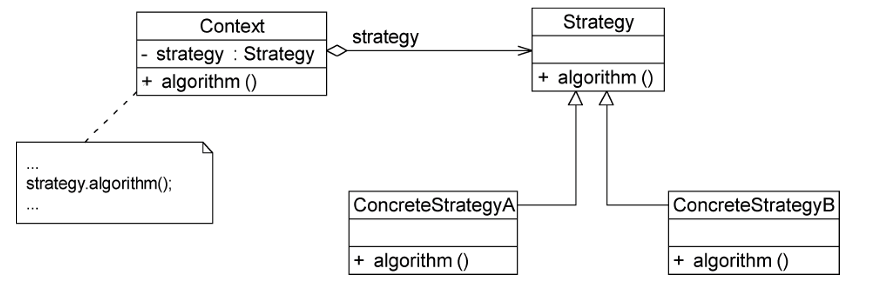 Context
- strategy : Strategy
+ algorithm ()
strategy
Strategy
+ algorithm ()
...
strategy.algorithm();
...
ConcreteStrategyA
+ algorithm ()
ConcreteStrategyB
+ algorithm ()